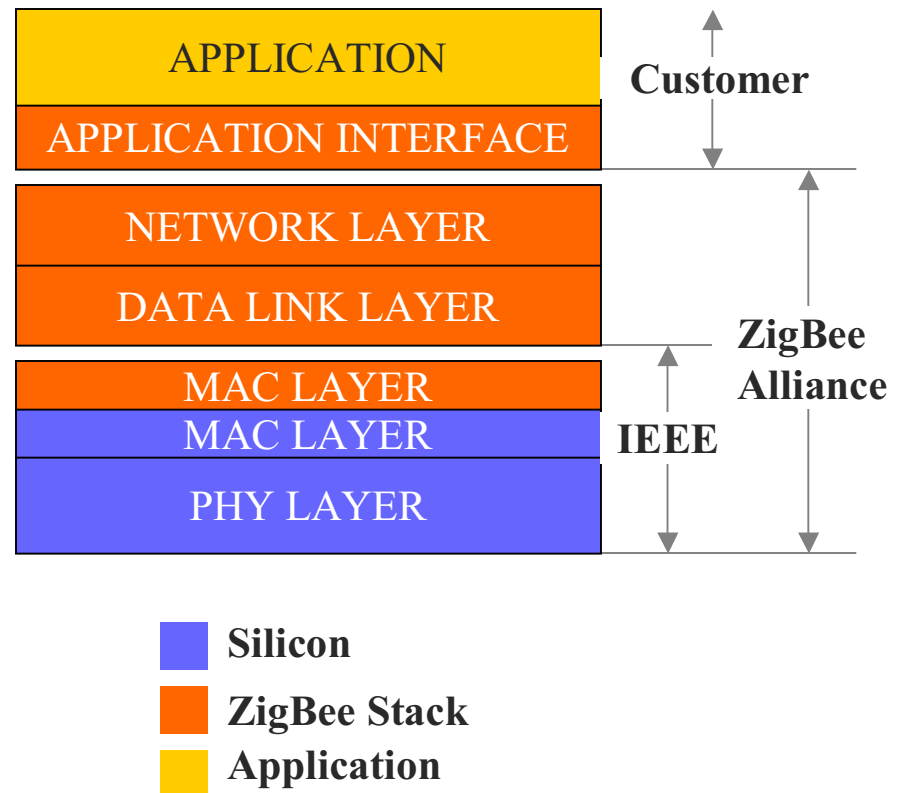 APPLICATION
Customer
APPLICATION INTERFACE
NETWORK LAYER
DATA LINK LAYER
ZigBee
Alliance
MAC LAYER
MAC LAYER
IEEE
PHY LAYER
Silicon
ZigBee Stack
Application